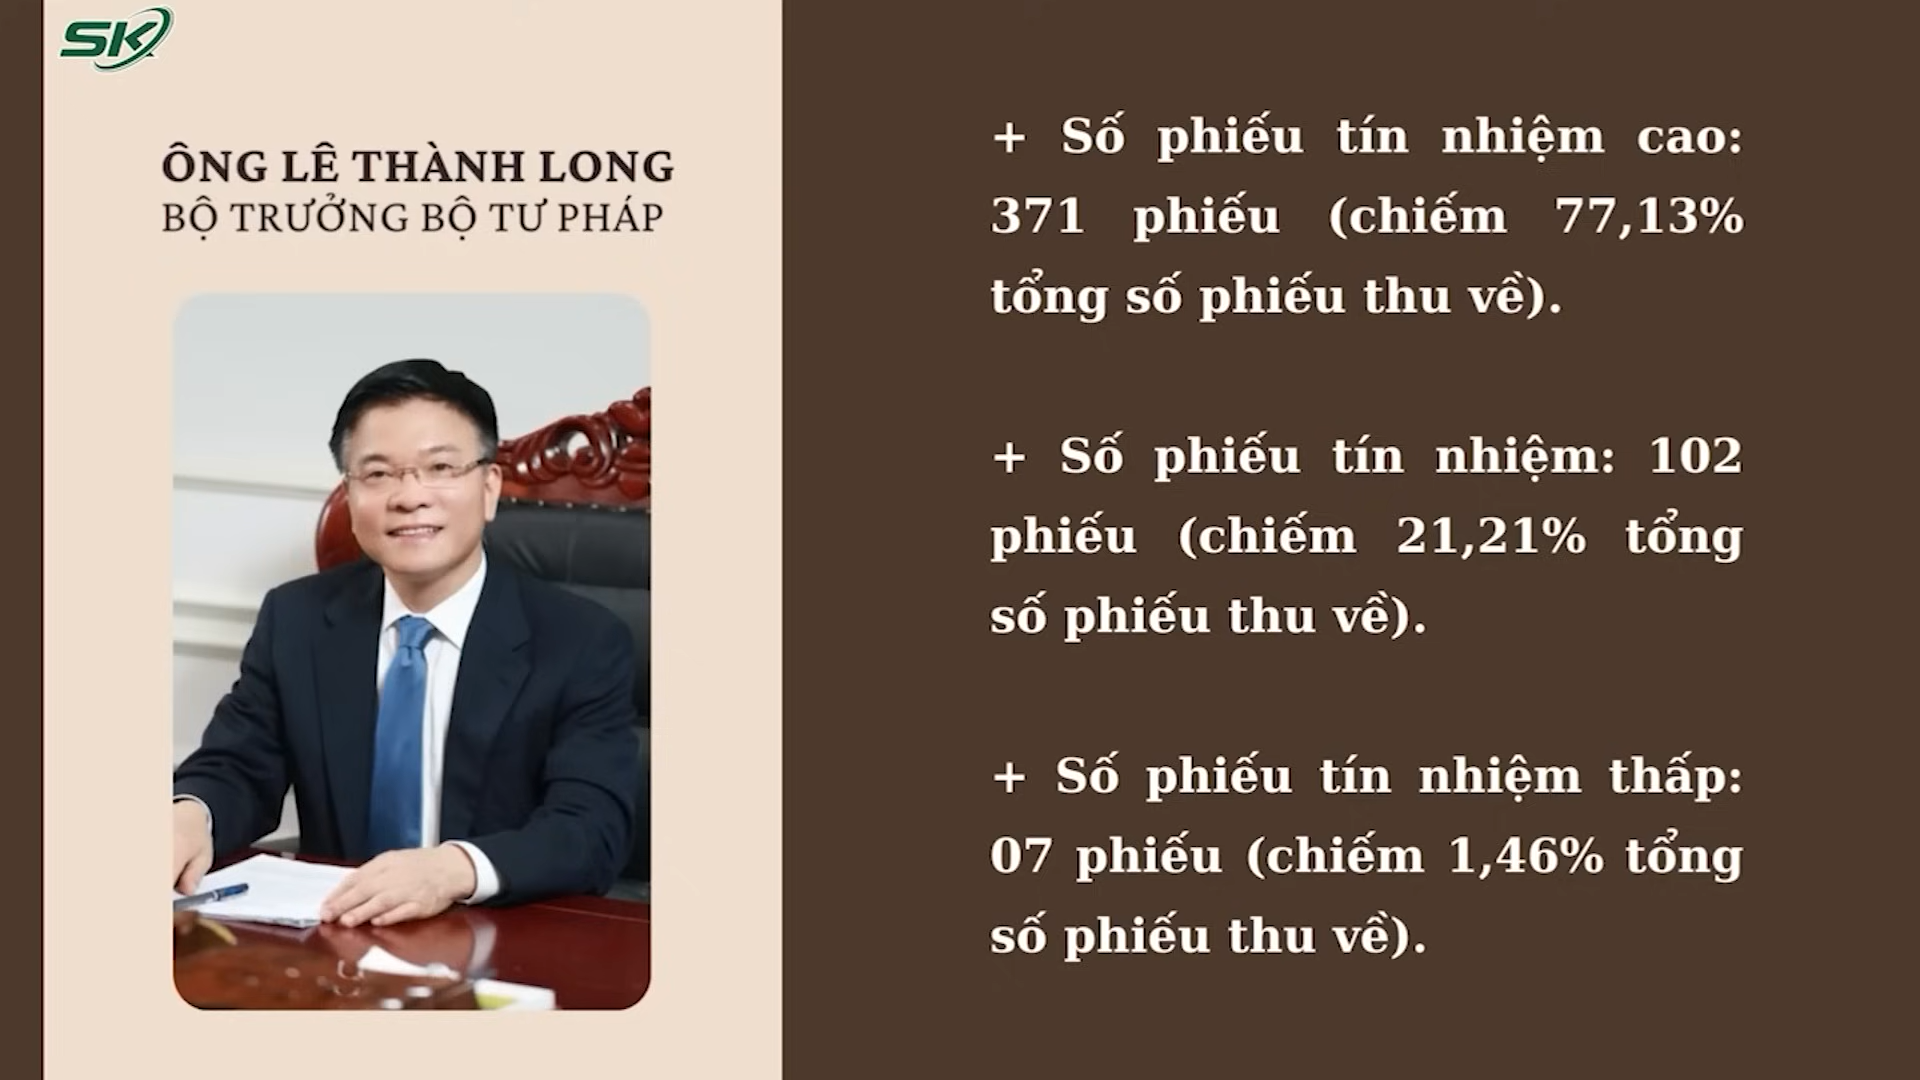 SK
ÔNG LÊ THÀNH LONG
BỘ TRƯỞNG BỘ TƯ PHÁP
+ Số phiếu tín nhiệm cao:
371 phiếu (chiếm 77,13%
tổng số phiếu thu về).
+ Số phiếu tín nhiệm: 102
phiếu (chiếm 21,21% tổng
số phiếu thu về).
+ Số phiếu tín nhiệm thấp:
07 phiếu (chiếm 1,46% tổng
số phiếu thu về).